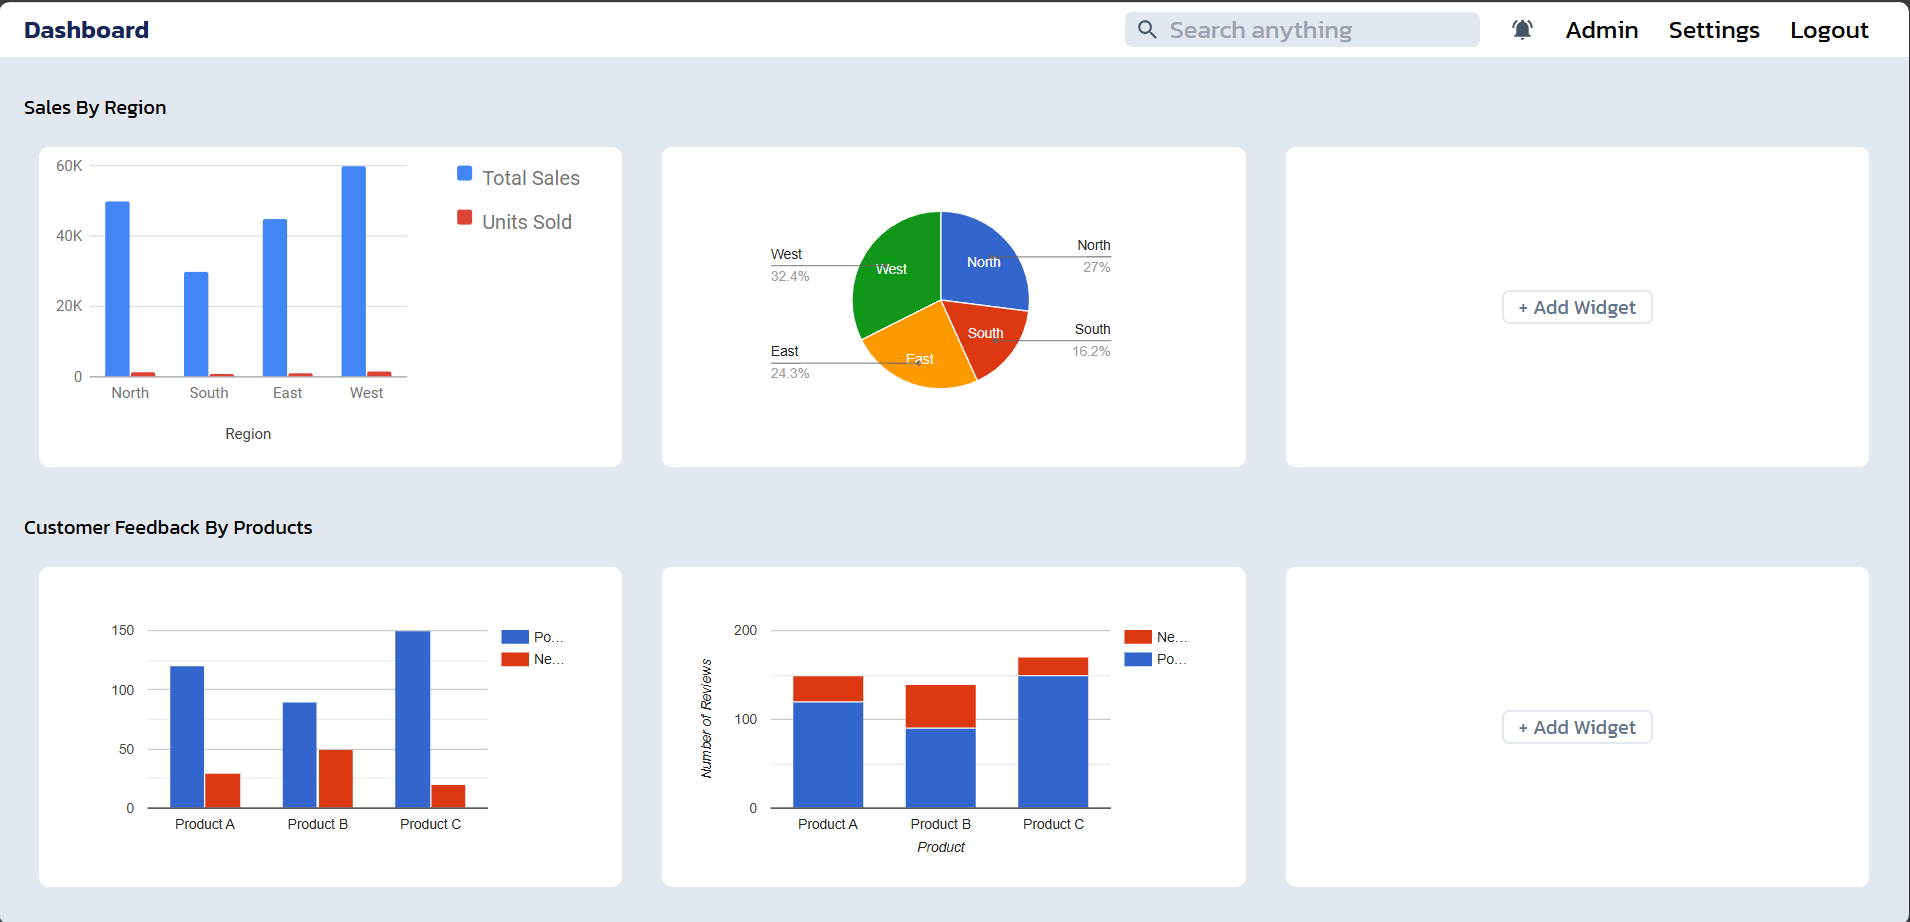 Dashboard
Search anything
Admin
Settings
Logout
Sales By Region
60K
40K
20K
0
North
South
East
West
Region
Total Sales
Units Sold
West
32.4%
East
24.3%
West
North
South
East
North
27%
South
16.2%
+ Add Widget
Customer Feedback By Products
150
100
50
0
Product A
Product B
Product C
Po...
Ne...
Number of Reviews
200
100
0
Product A
Product B
Product C
Product
Ne...
Po...
+ Add Widget